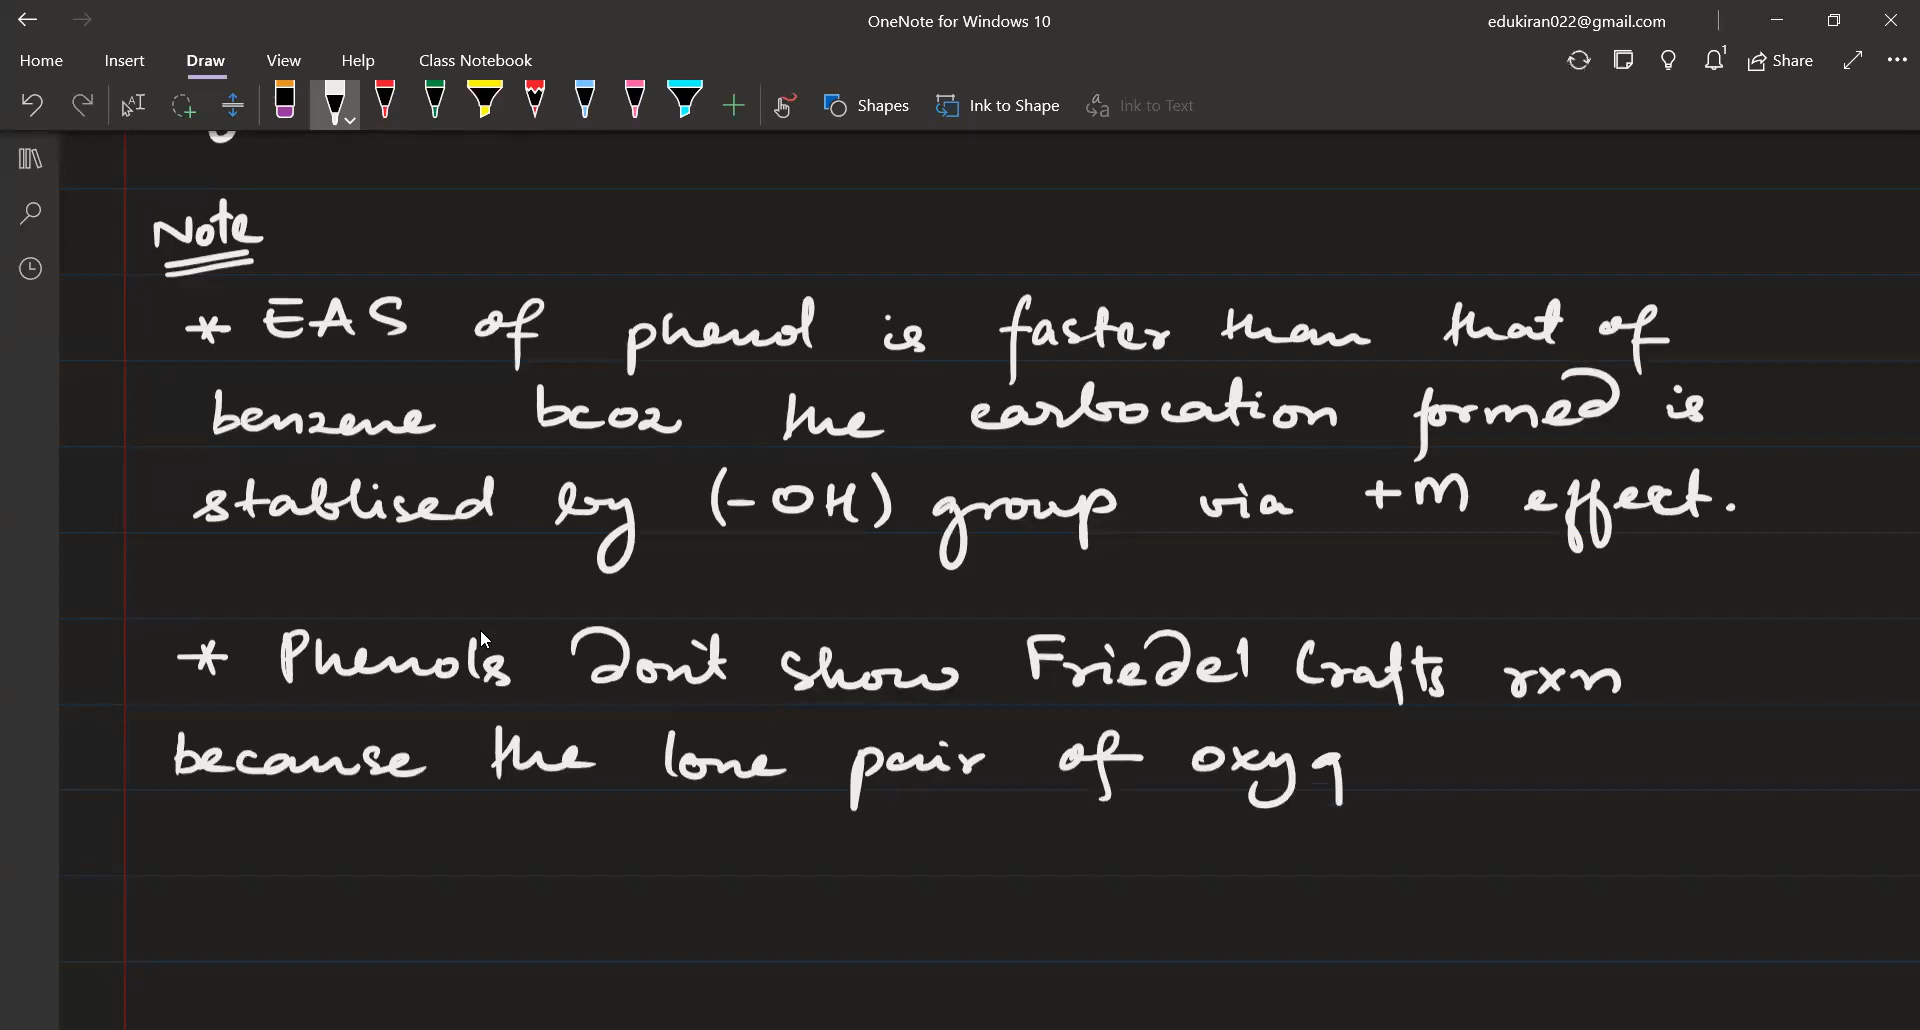 OneNote for Windows 10
edukiran022@gmail.com
Home Insert Draw View Help Class Notebook
1 Share
Shapes Ink to Shape Ink to Text
Note
* EAS of phenol is faster than that of
benzene bcoz the carbocation formed is
stablised by (-OH) group via +M effect.
* Phenols don't show Friedel Crafts rxn
because the lone pair of oxyg